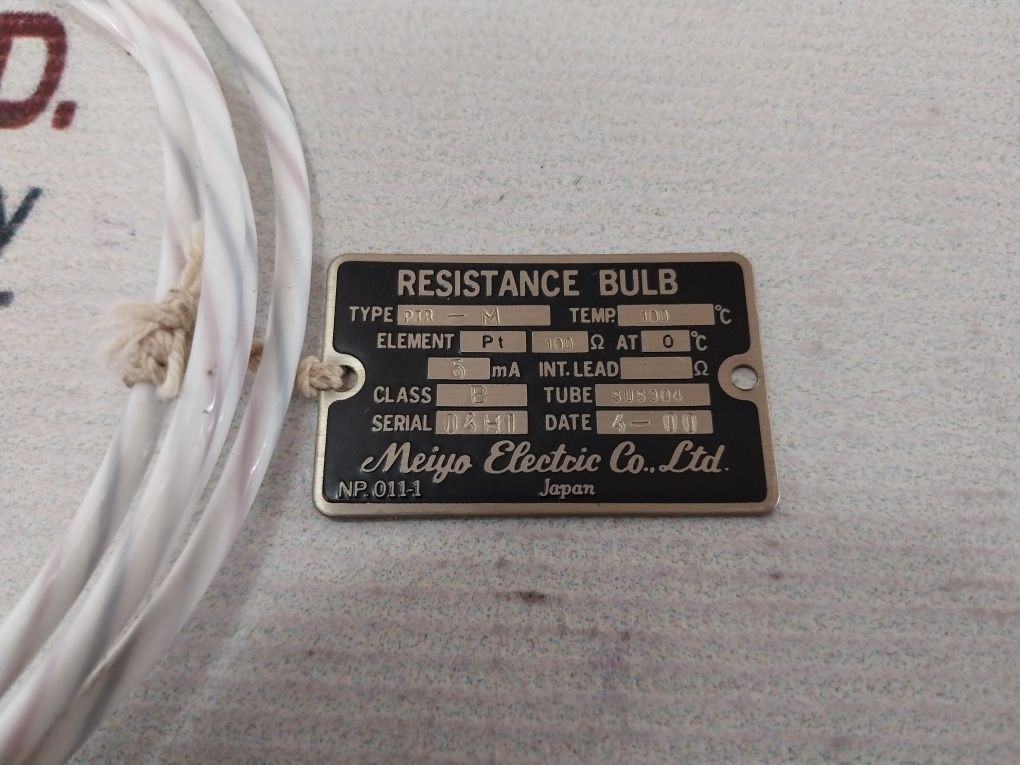 D.
RESISTANCE BULB
TYPE PTR - M TEMP. 100 °C
ELEMENT Pt 100 Ω AT 0 °C
5 mA INT. LEAD Ω
CLASS B TUBE SUS304
SERIAL 04H1 DATE 4-00
Meiyo Electric Co., Ltd.
NP. 011-1 Japan